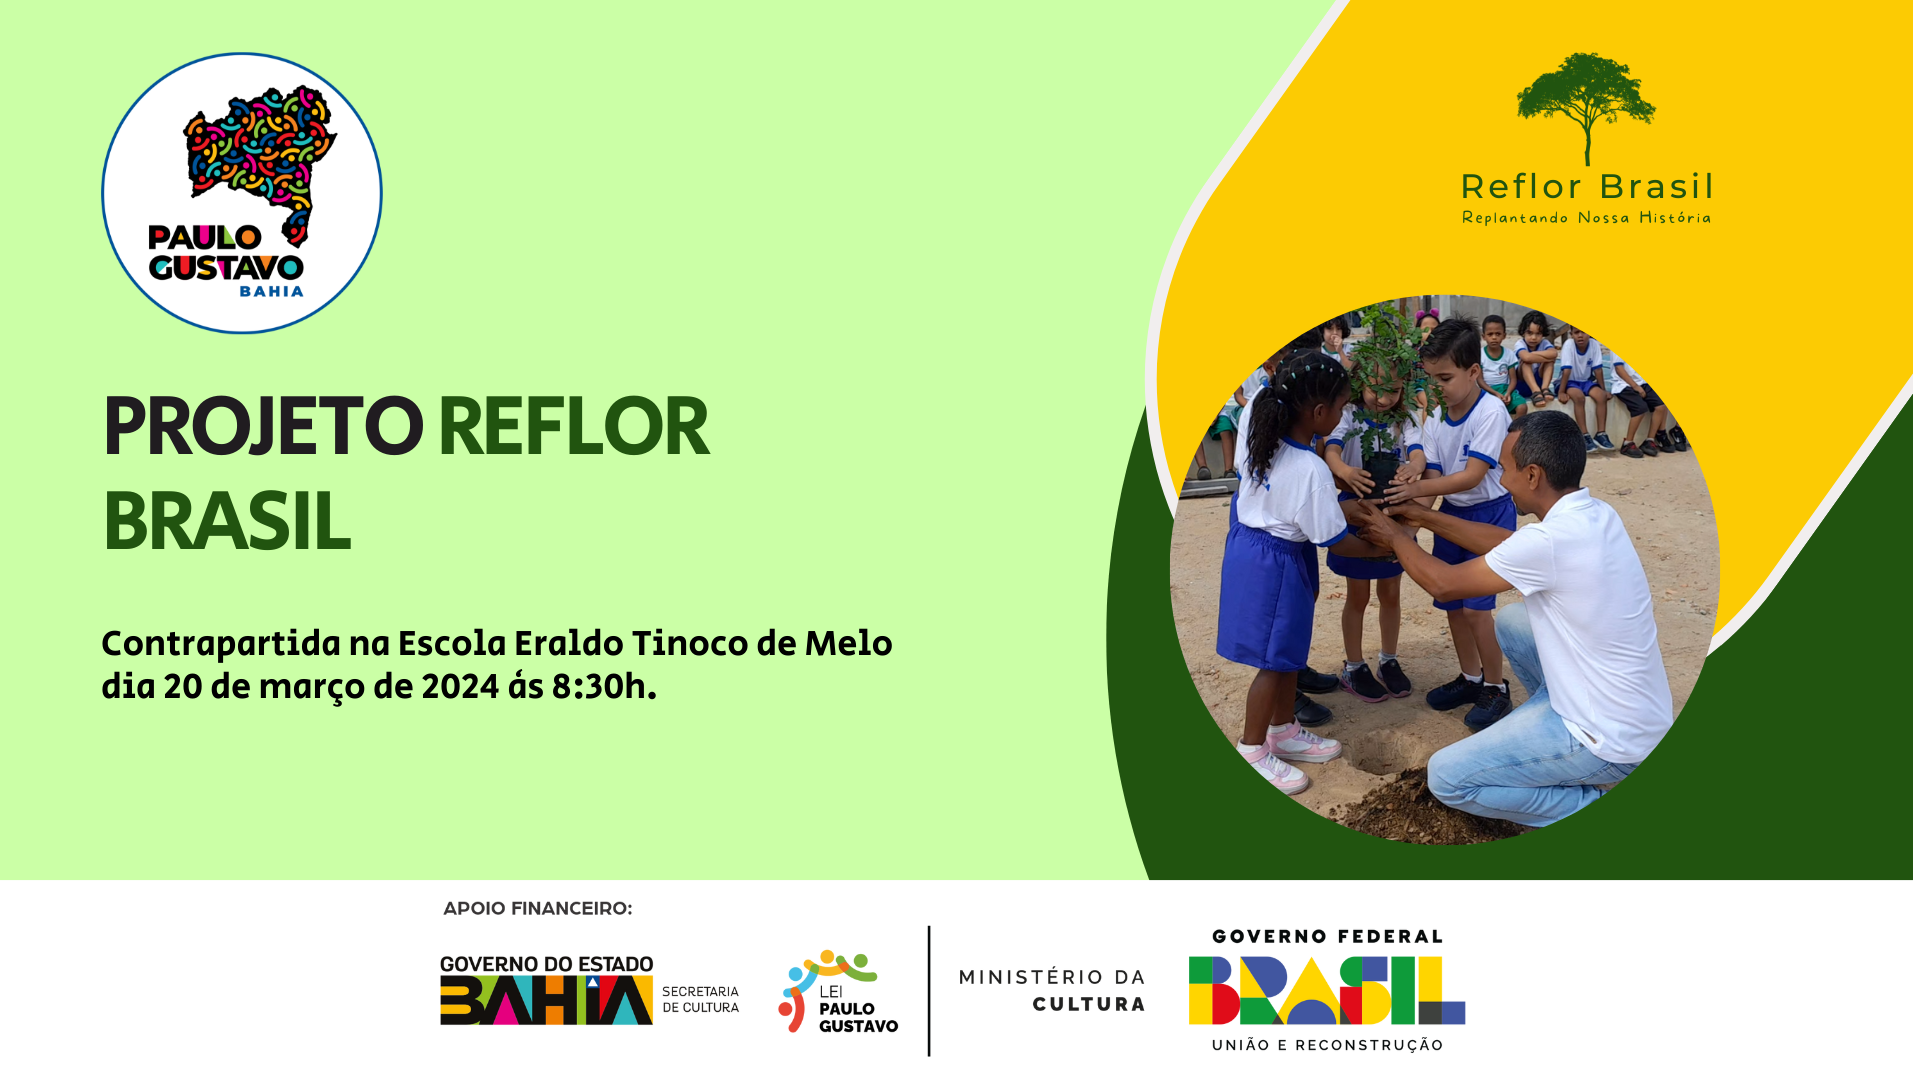 PAULO
GUSTAVO
BAHIA
Reflor Brasil
Replantando Nossa História
PROJETO REFLOR
BRASIL
Contrapartida na Escola Eraldo Tinoco de Melo
dia 20 de março de 2024 ás 8:30h.
APOIO FINANCEIRO:
GOVERNO DO ESTADO
BAHIA
SECRETARIA
DE CULTURA
LEI
PAULO
GUSTAVO
MINISTÉRIO DA
CULTURA
GOVERNO FEDERAL
BRASIL
UNIÃO E RECONSTRUÇÃO